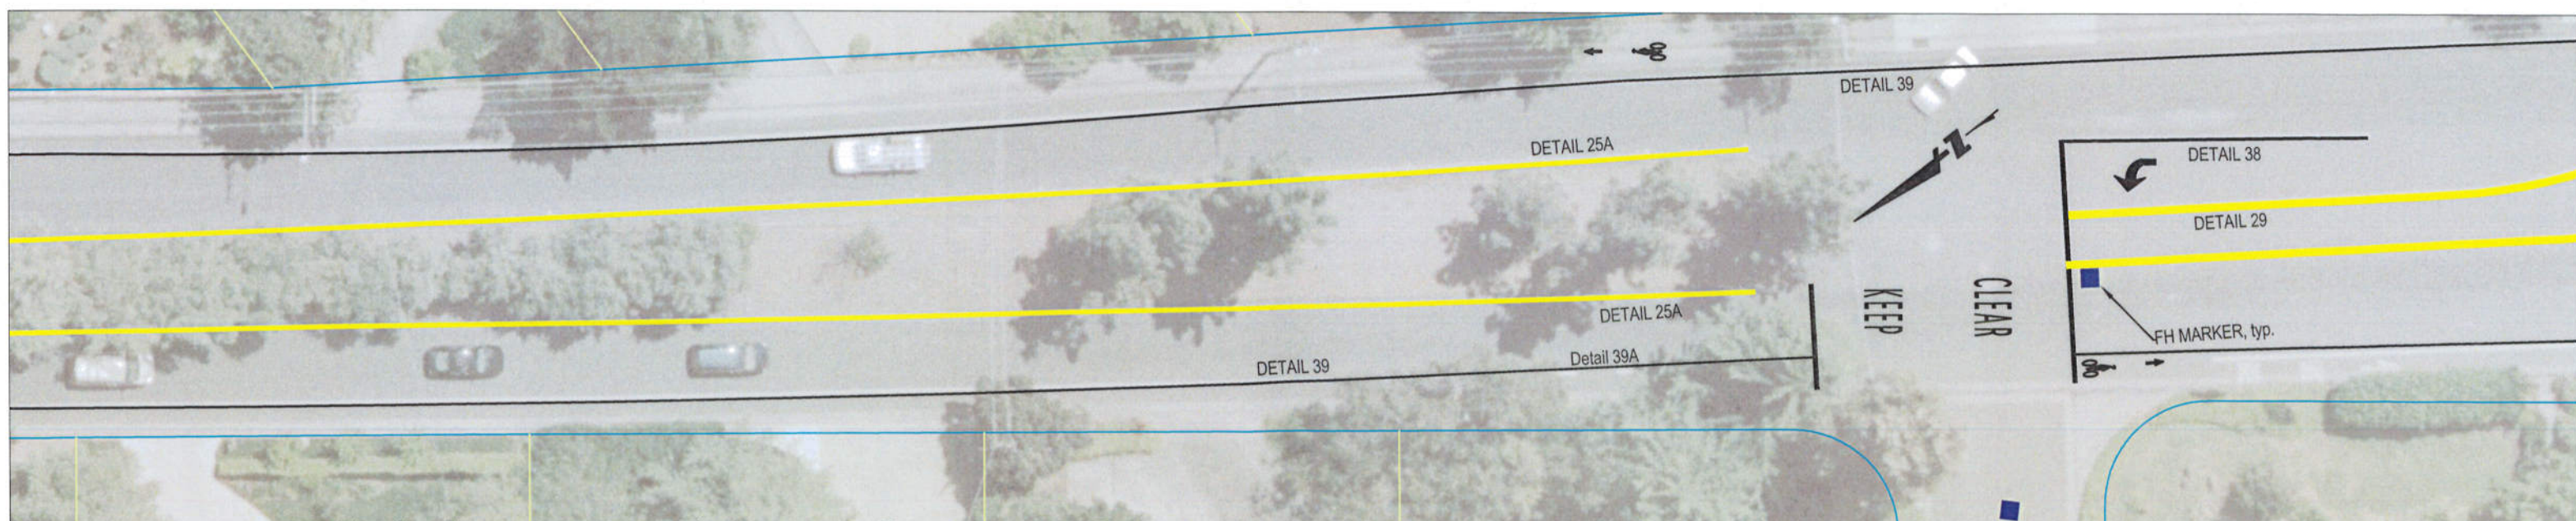 DETAIL 39
DETAIL 25A
DETAIL 38
DETAIL 29
N
KEEP
CLEAR
DETAIL 25A
FH MARKER, typ.
Detail 39A
DETAIL 39